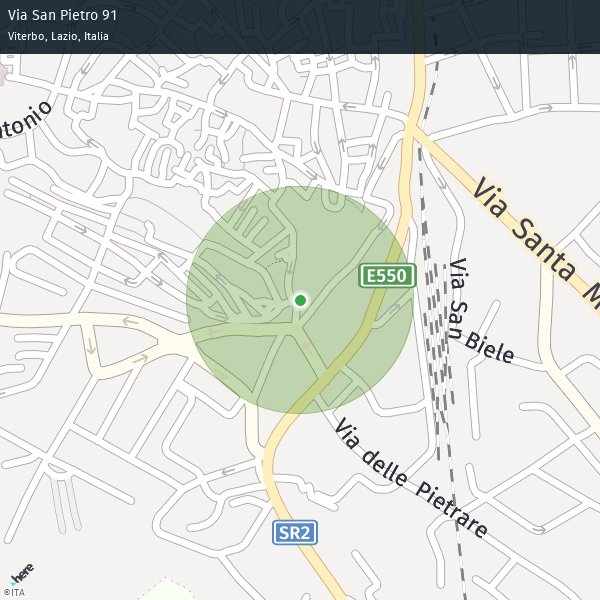 Via San Pietro 91
Viterbo, Lazio, Italia
ntonio
Via Santa M
E550
Via San Biele
Via delle Pietrare
SR2
here
©ITA